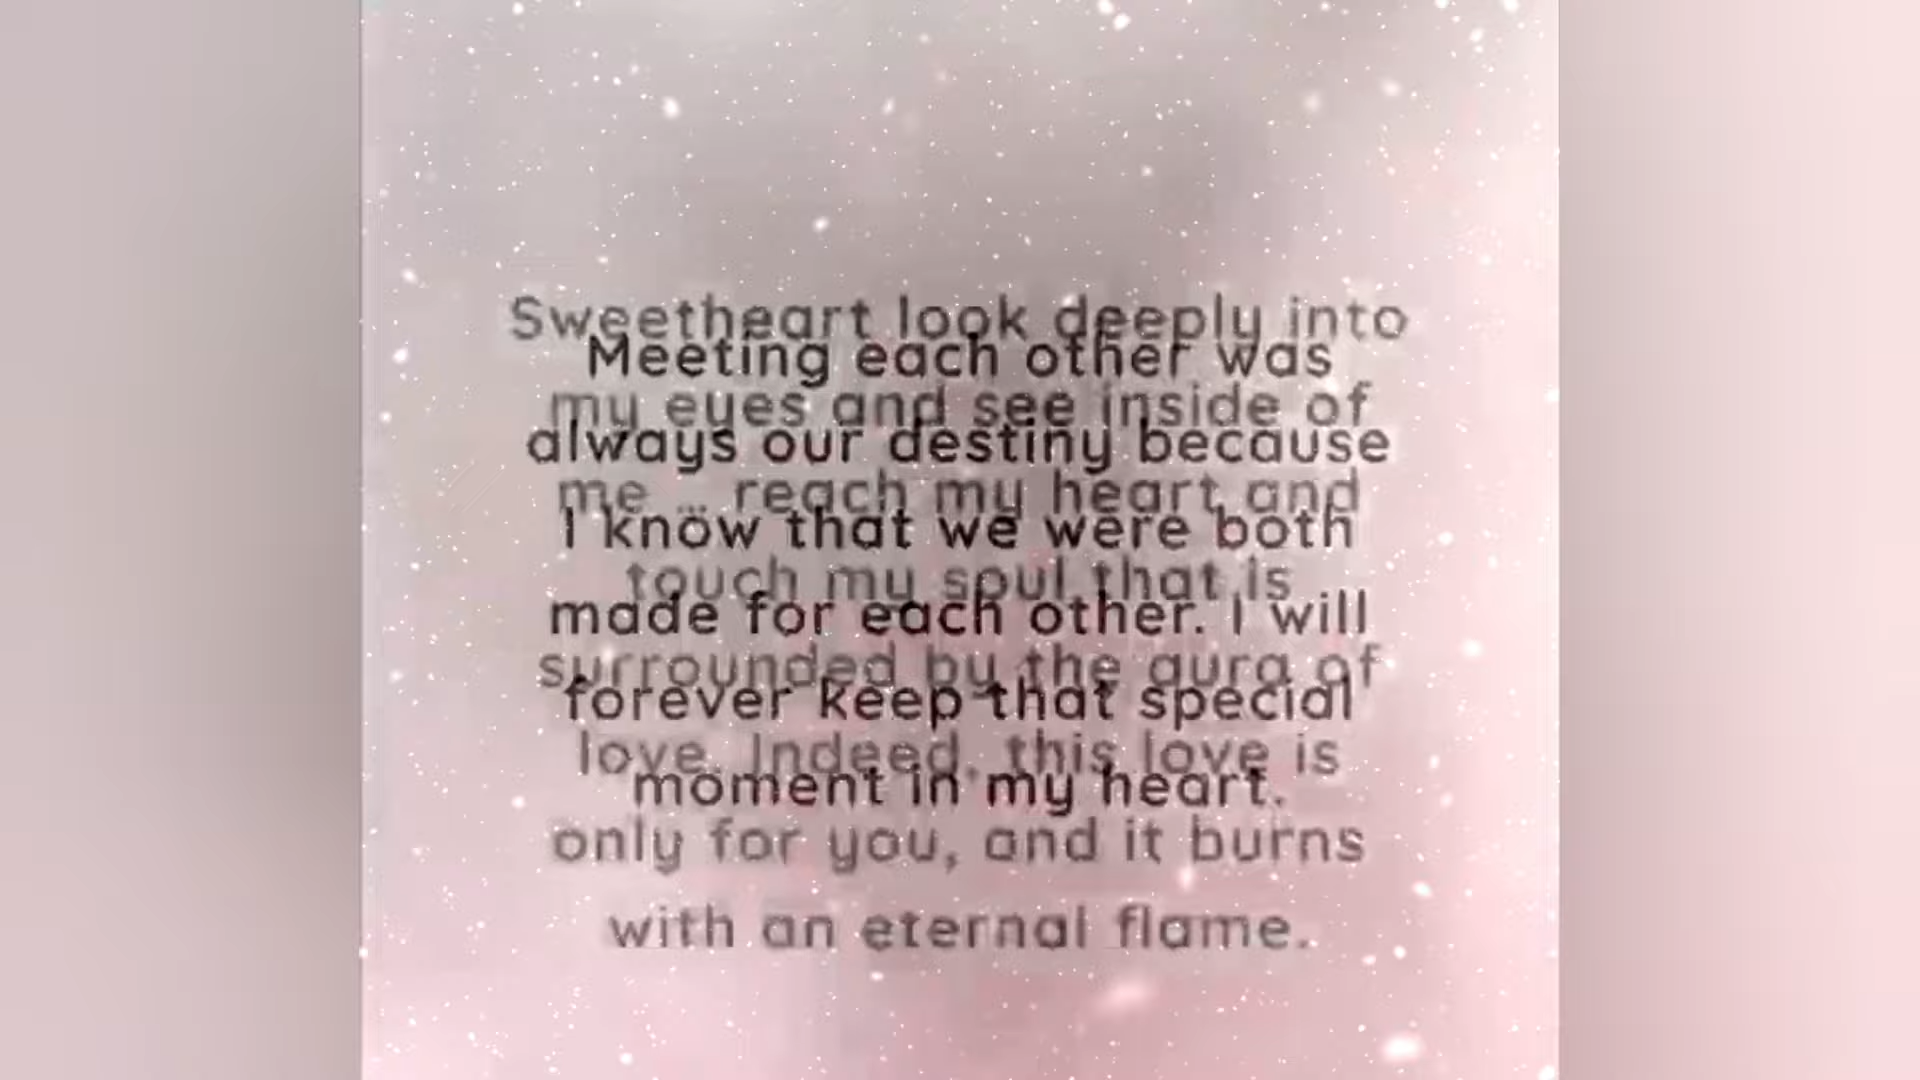 Sweetheart look deeply into
my eyes and see inside of
me ... reach my heart and
touch my soul that is
surrounded by the aura of
love. Indeed, this love is
only for you, and it burns
with an eternal flame.
Meeting each other was
always our destiny because
I know that we were both
made for each other. I will
forever keep that special
moment in my heart.